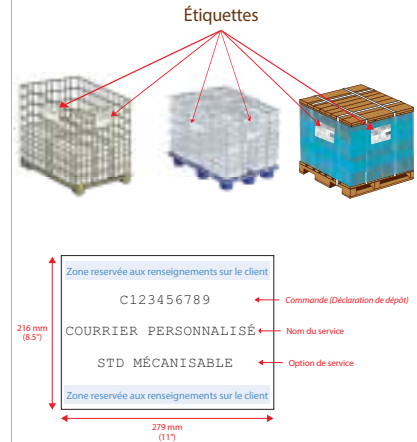 Étiquettes
Zone reservée aux renseignements sur le client
C123456789
Commande (Déclaration de dépôt)
COURRIER PERSONNALISÉ
Nom du service
STD MÉCANISABLE
Option de service
Zone reservée aux renseignements sur le client
216 mm
(8.5")
279 mm
(11")